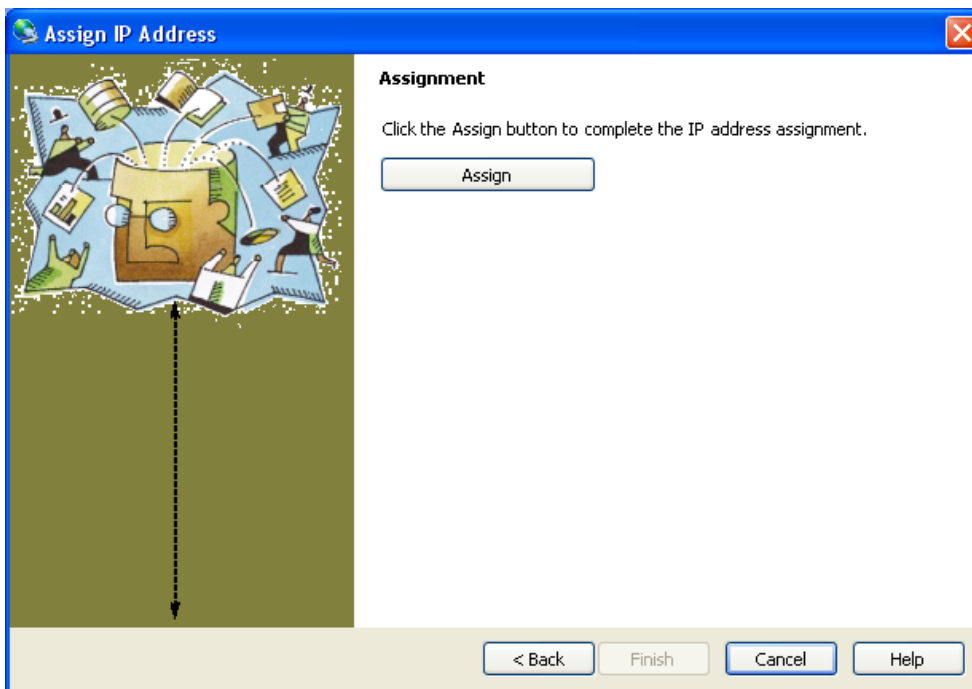 Assign IP Address
Assignment
Click the Assign button to complete the IP address assignment.
Assign
< Back
Finish
Cancel
Help